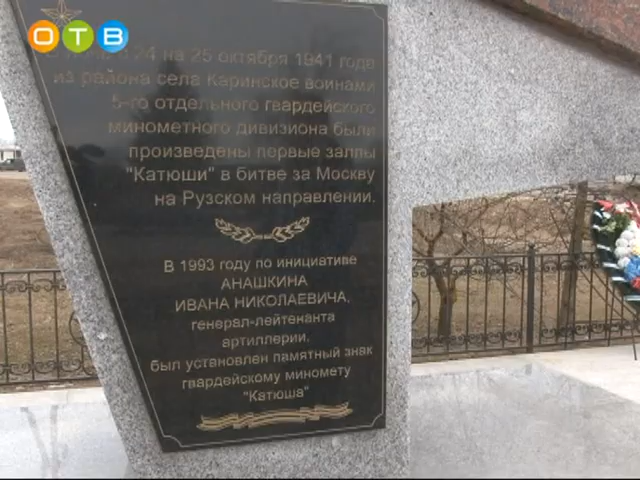 ОТВ
24 на 25 октября 1941 года
из района села Каринское воинами
5-го отдельного гвардейского
минометного дивизиона были
произведены первые залпы
"Катюши" в битве за Москву
на Рузском направлении.
В 1993 году по инициативе
АНАШКИНА
ИВАНА НИКОЛАЕВИЧА,
генерал-лейтенанта
артиллерии,
был установлен памятный знак
гвардейскому миномету
"Катюша"